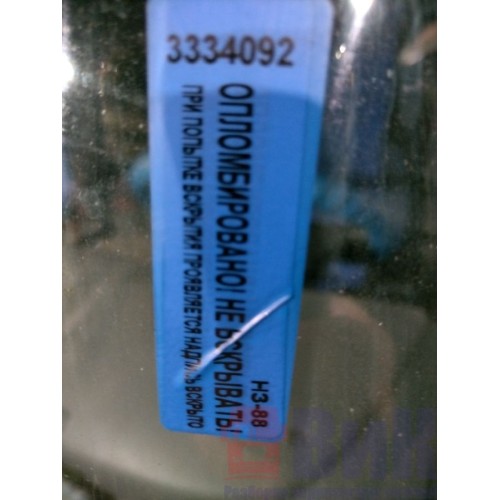 3334092
ОПЛОМБИРОВАНО! НЕ ВСКРЫВАТЬ!
ПРИ ПОПЫТКЕ ВСКРЫТИЯ ПРОЯВЛЯЕТСЯ НАДПИСЬ ВСКРЫТО
НЗ-88